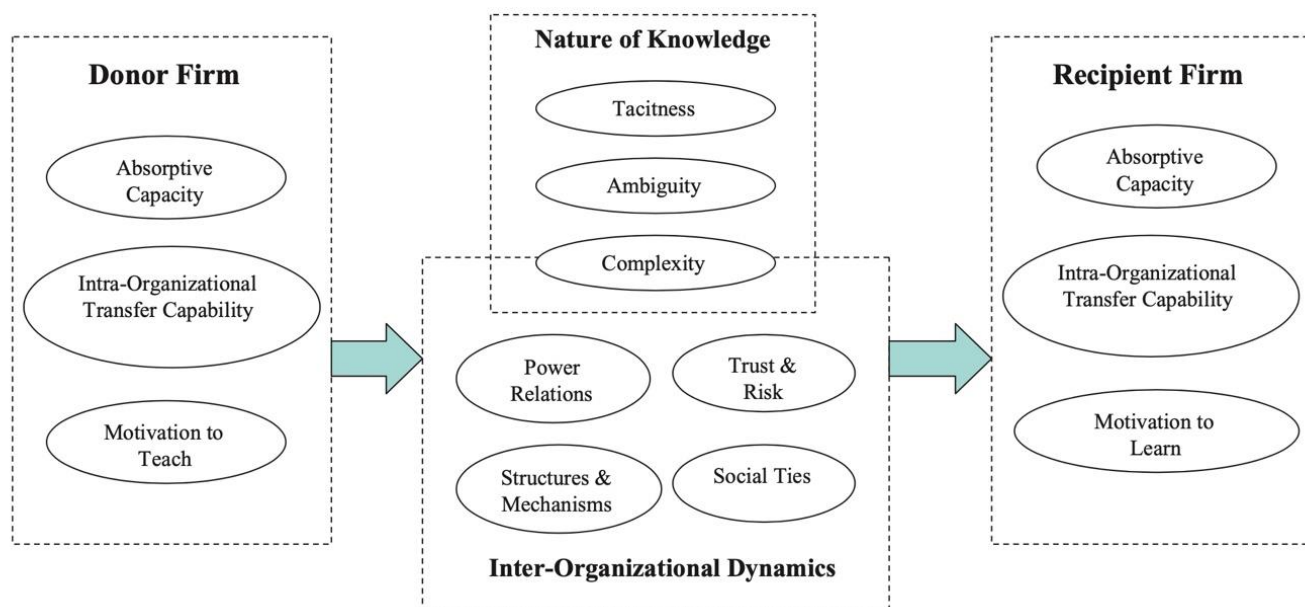 Donor Firm
Absorptive
Capacity
Intra-Organizational
Transfer Capability
Motivation to
Teach
Nature of Knowledge
Tacitness
Ambiguity
Complexity
Power
Relations
Trust &
Risk
Structures &
Mechanisms
Social Ties
Inter-Organizational Dynamics
Recipient Firm
Absorptive
Capacity
Intra-Organizational
Transfer Capability
Motivation to
Learn